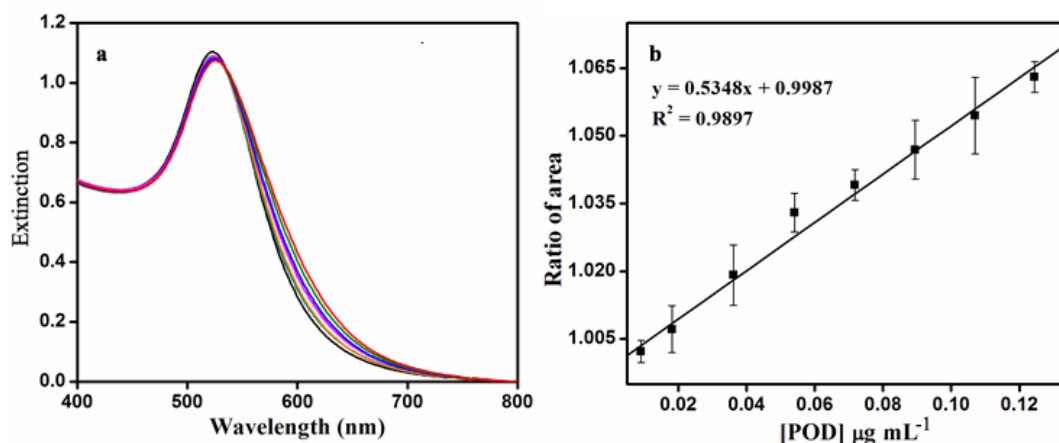 a
Extinction
1.2
1.0
0.8
0.6
0.4
0.2
0.0
400
500
600
700
800
Wavelength (nm)
b
y = 0.5348x + 0.9987
R² = 0.9897
Ratio of area
1.065
1.050
1.035
1.020
1.005
0.02
0.04
0.06
0.08
0.10
0.12
[POD] μg mL⁻¹